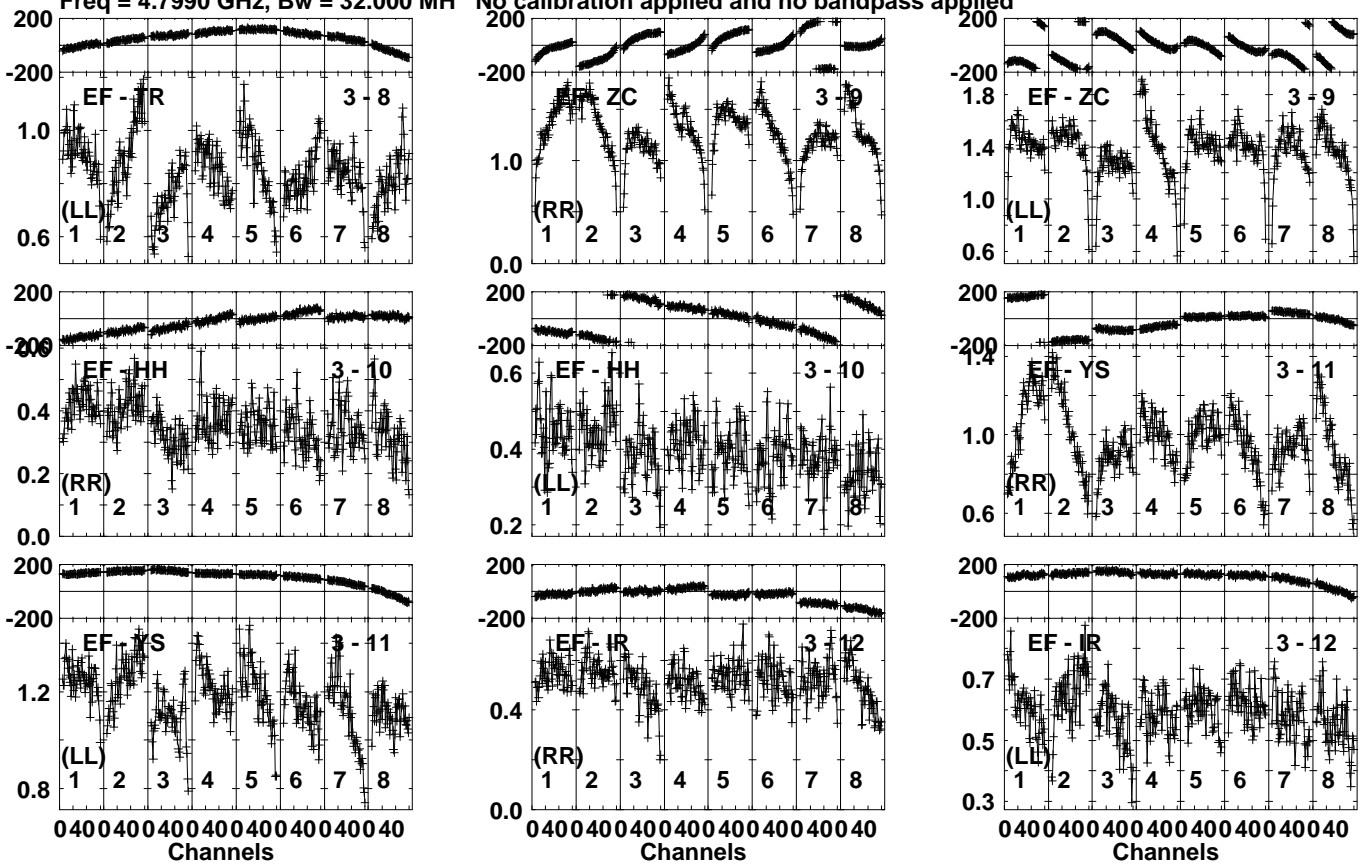 Freq = 4.7990 GHz, Bw = 32.000 MH No calibration applied and no bandpass applied
200 200 200
-200 -200 -200
EF - TR 3 - 8 EF - ZC 3 - 9 EF - ZC 3 - 9
1.8
1.0 1.0 1.4
1.0
0.6 0.0 0.6
(LL) (RR) (LL)
1 2 3 4 5 6 7 8 1 2 3 4 5 6 7 8 1 2 3 4 5 6 7 8
200 200 200
-200 -200 -200
0.6 EF - HH 3 - 10 0.6 EF - HH 3 - 10 1.4 EF - YS 3 - 11
0.4 0.4 1.0
0.2 0.2 0.6
0.0
(RR) (LL) (RR)
1 2 3 4 5 6 7 8 1 2 3 4 5 6 7 8 1 2 3 4 5 6 7 8
200 200 200
-200 -200 -200
EF - YS 3 - 11 EF - IR 3 - 12 EF - IR 3 - 12
1.2 0.4 0.7
0.5
0.8 0.0 0.3
(LL) (RR) (LL)
1 2 3 4 5 6 7 8 1 2 3 4 5 6 7 8 1 2 3 4 5 6 7 8
0 40 0 40 0 40 0 40 0 40 0 40 0 40 0 40 0 40 0 40 0 40 0 40 0 40 0 40 0 40 0 40 0 40 0 40 0 40 0 40 0 40 0 40 0 40 0 40
Channels Channels Channels